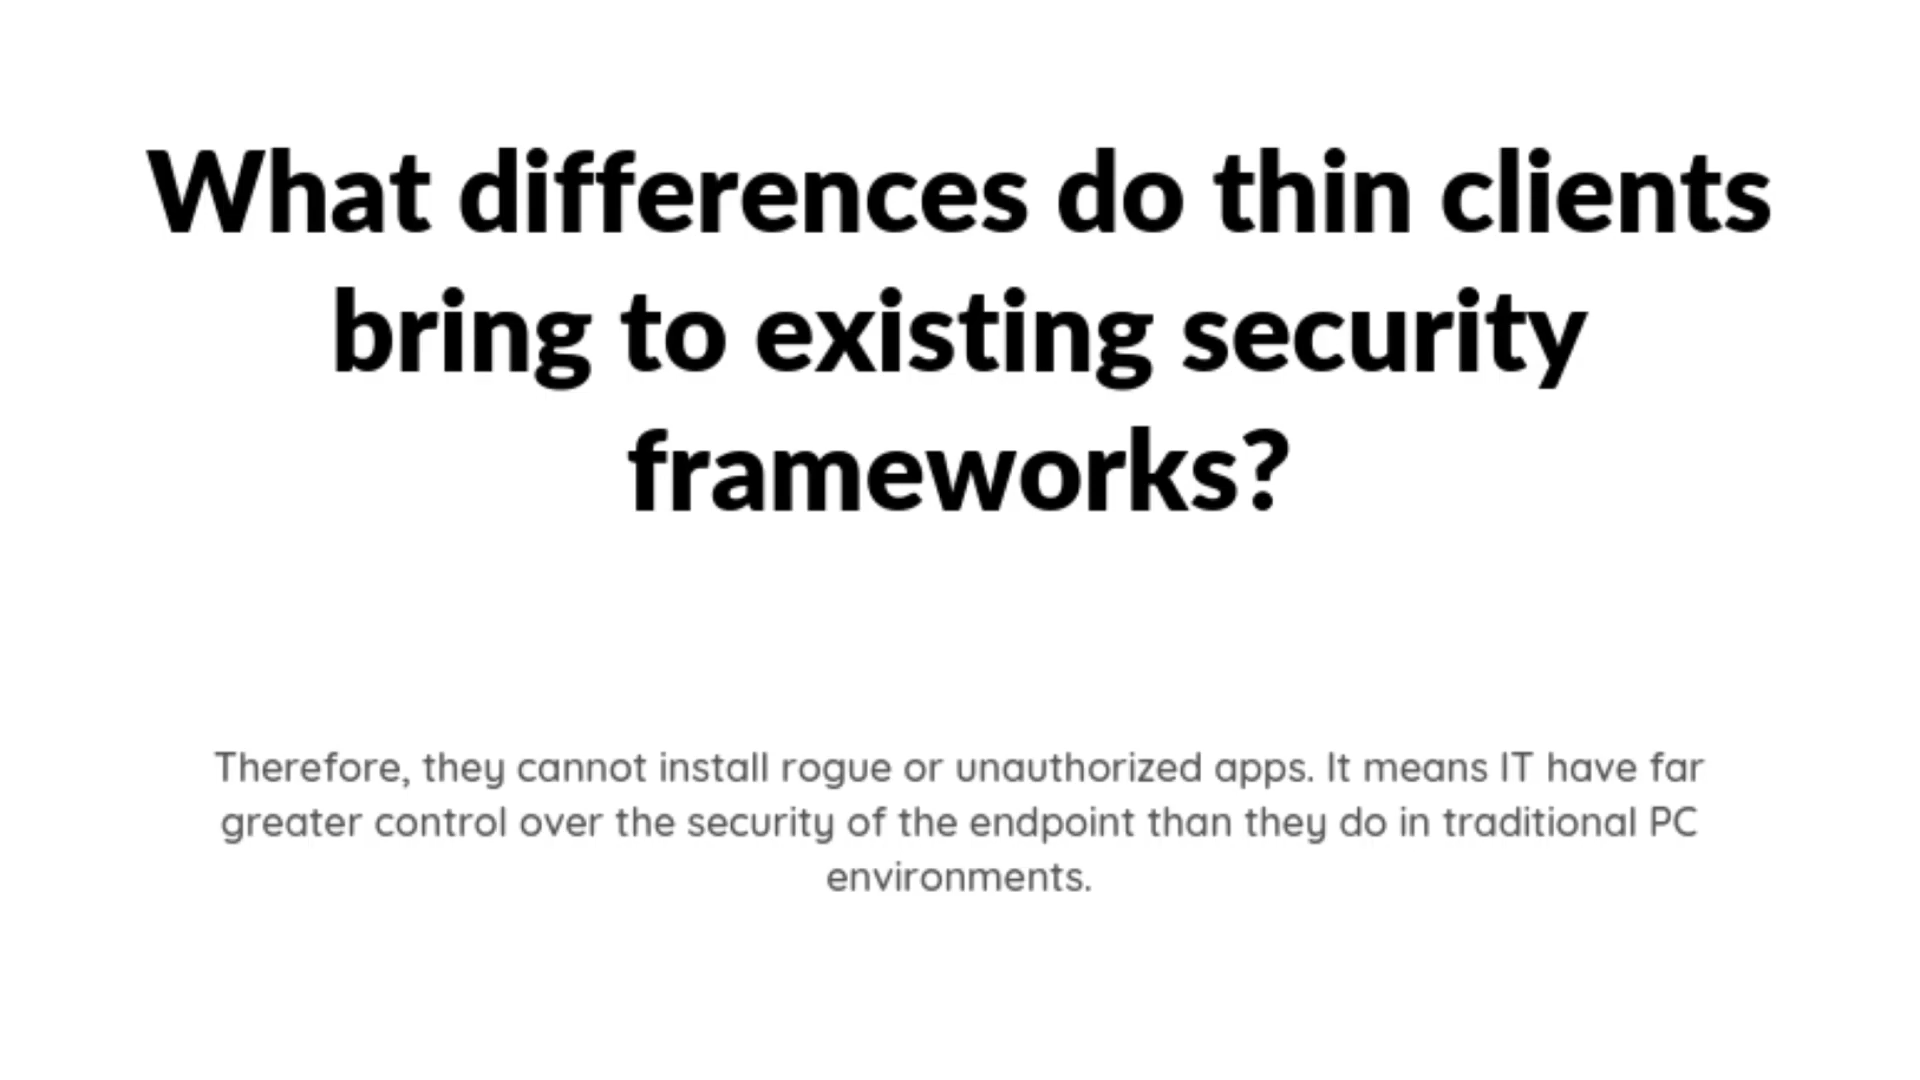 What differences do thin clients
bring to existing security
frameworks?
Therefore, they cannot install rogue or unauthorized apps. It means IT have far
greater control over the security of the endpoint than they do in traditional PC
environments.